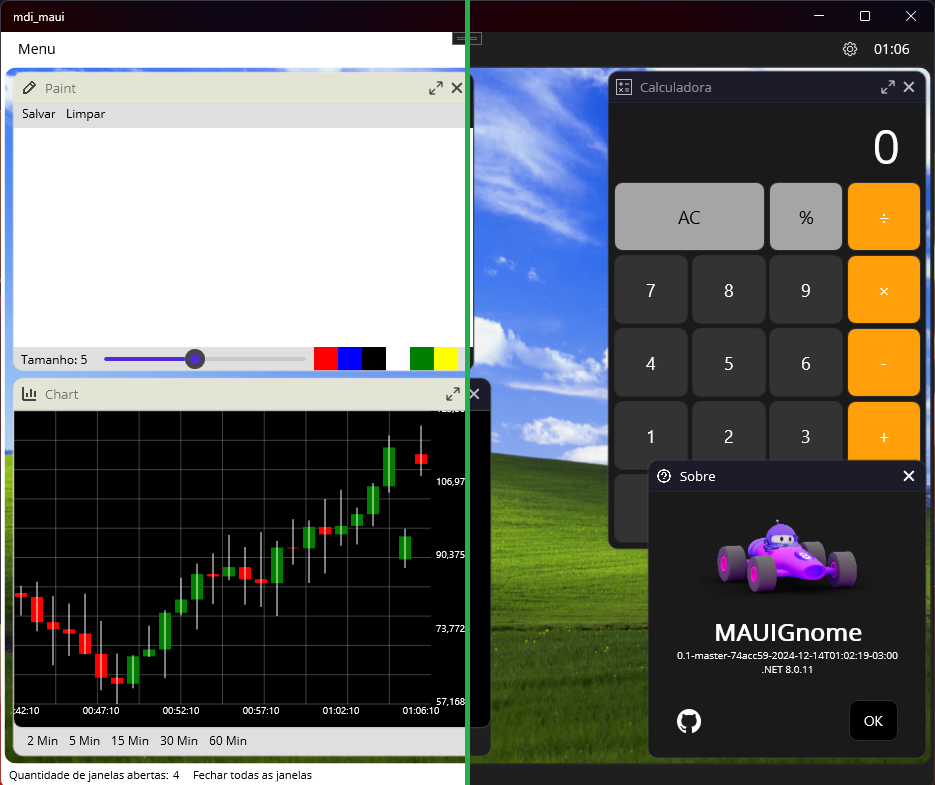 mdi_maui
Menu
01:06
Paint
Salvar Limpar
Tamanho: 5
Chart
106,97
90,375
73,772
57,168
:42:10 00:47:10 00:52:10 00:57:10 01:02:10 01:06:10
2 Min 5 Min 15 Min 30 Min 60 Min
Calculadora
0
AC % ÷
7 8 9 ×
4 5 6 -
1 2 3 +
Sobre
MAUIGnome
0.1-master-74acc59-2024-12-14T01:02:19-03:00
.NET 8.0.11
OK
Quantidade de janelas abertas: 4 Fechar todas as janelas